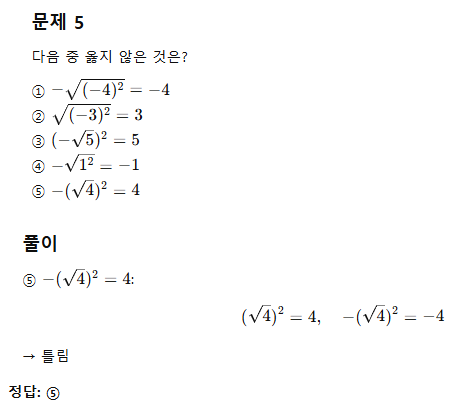 문제 5
다음 중 옳지 않은 것은?
① −√(−4)² = −4
② √(−3)² = 3
③ (−√5)² = 5
④ −√1² = −1
⑤ −(√4)² = 4
풀이
⑤ −(√4)² = 4:
(√4)² = 4, −(√4)² = −4
→ 틀림
정답: ⑤